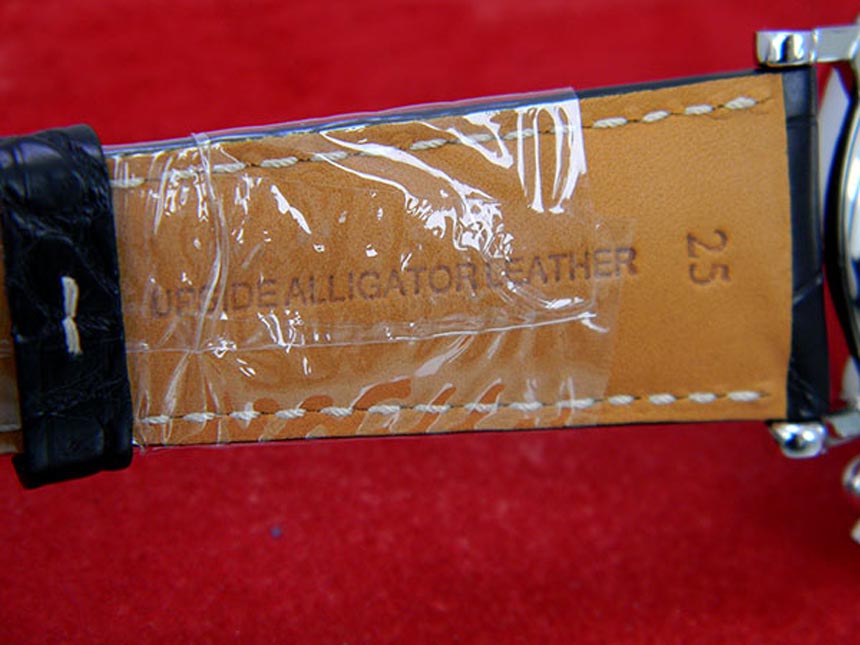 UPSIDE ALLIGATOR LEATHER
25